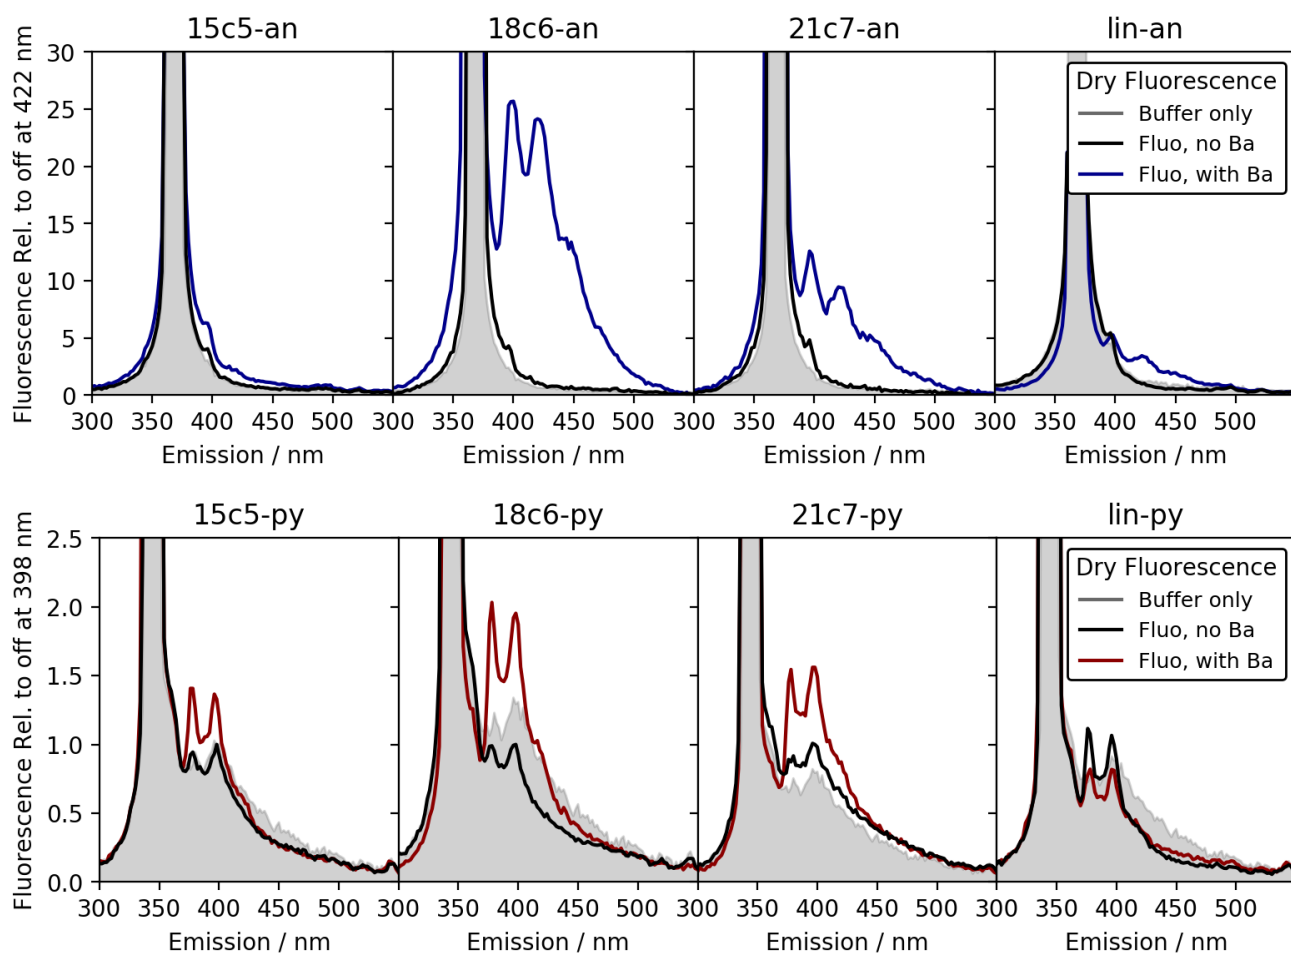 15c5-an 18c6-an 21c7-an lin-an
Fluorescence Rel. to off at 422 nm
30
25
20
15
10
5
0
Dry Fluorescence
Buffer only
Fluo, no Ba
Fluo, with Ba
300 350 400 450 500 300 350 400 450 500 300 350 400 450 500 300 350 400 450 500
Emission / nm Emission / nm Emission / nm Emission / nm
15c5-py 18c6-py 21c7-py lin-py
Fluorescence Rel. to off at 398 nm
2.5
2.0
1.5
1.0
0.5
0.0
Dry Fluorescence
Buffer only
Fluo, no Ba
Fluo, with Ba
300 350 400 450 500 300 350 400 450 500 300 350 400 450 500 300 350 400 450 500
Emission / nm Emission / nm Emission / nm Emission / nm